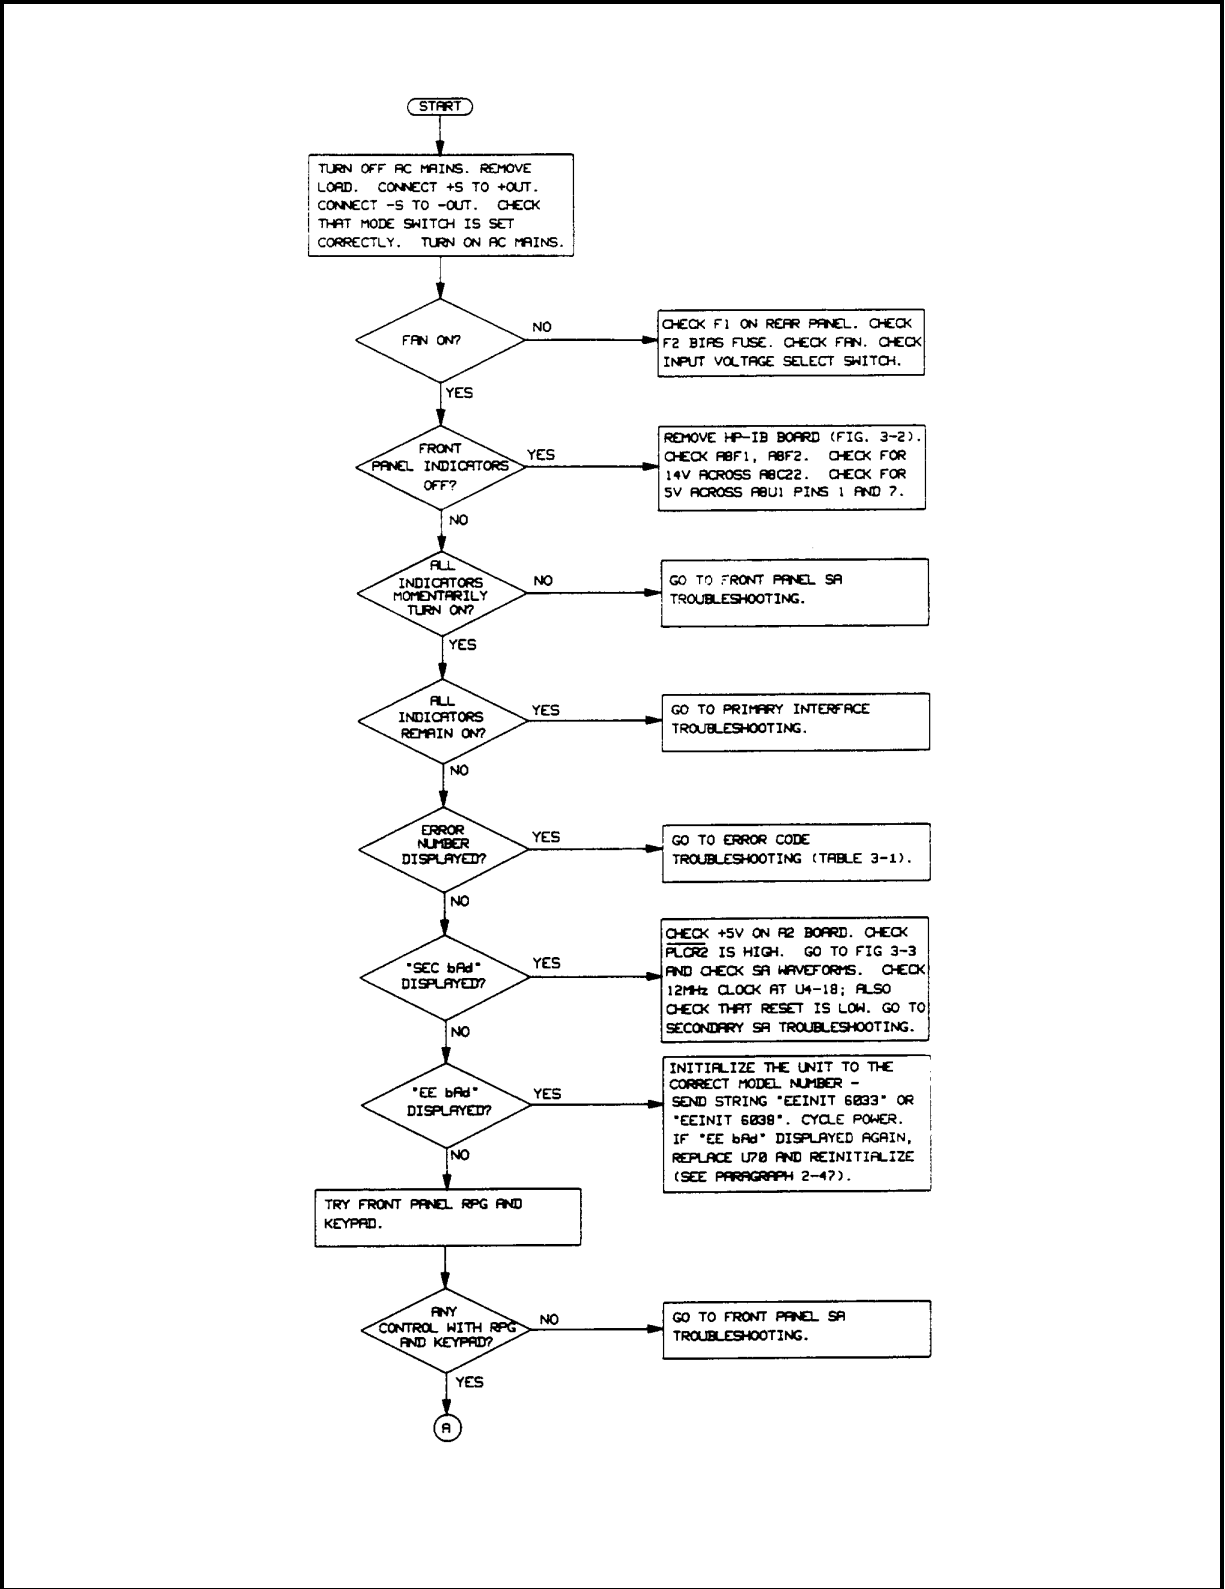 START
TURN OFF AC MAINS. REMOVE
LOAD. CONNECT +S TO +OUT.
CONNECT -S TO -OUT. CHECK
THAT MODE SWITCH IS SET
CORRECTLY. TURN ON AC MAINS.
FAN ON?
NO
CHECK F1 ON REAR PANEL. CHECK
F2 BIAS FUSE. CHECK FAN. CHECK
INPUT VOLTAGE SELECT SWITCH.
YES
FRONT
PANEL INDICATORS
OFF?
YES
REMOVE HP-IB BOARD (FIG. 3-2).
CHECK A8F1, A8F2. CHECK FOR
14V ACROSS A8C22. CHECK FOR
5V ACROSS A8U1 PINS 1 AND 7.
NO
ALL
INDICATORS
MOMENTARILY
TURN ON?
NO
GO TO FRONT PANEL SA
TROUBLESHOOTING.
YES
ALL
INDICATORS
REMAIN ON?
YES
GO TO PRIMARY INTERFACE
TROUBLESHOOTING.
NO
ERROR
NUMBER
DISPLAYED?
YES
GO TO ERROR CODE
TROUBLESHOOTING (TABLE 3-1).
NO
"SEC bAd"
DISPLAYED?
YES
CHECK +5V ON A2 BOARD. CHECK
PLCR2 IS HIGH. GO TO FIG 3-3
AND CHECK SA WAVEFORMS. CHECK
12MHz CLOCK AT U4-18; ALSO
CHECK THAT RESET IS LOW. GO TO
SECONDARY SA TROUBLESHOOTING.
NO
"EE bAd"
DISPLAYED?
YES
INITIALIZE THE UNIT TO THE
CORRECT MODEL NUMBER -
SEND STRING "EEINIT 6033" OR
"EEINIT 6038". CYCLE POWER.
IF "EE bAd" DISPLAYED AGAIN,
REPLACE U70 AND REINITIALIZE
(SEE PARAGRAPH 2-47).
NO
TRY FRONT PANEL RPG AND
KEYPAD.
ANY
CONTROL WITH RPG
AND KEYPAD?
NO
GO TO FRONT PANEL SA
TROUBLESHOOTING.
YES
A